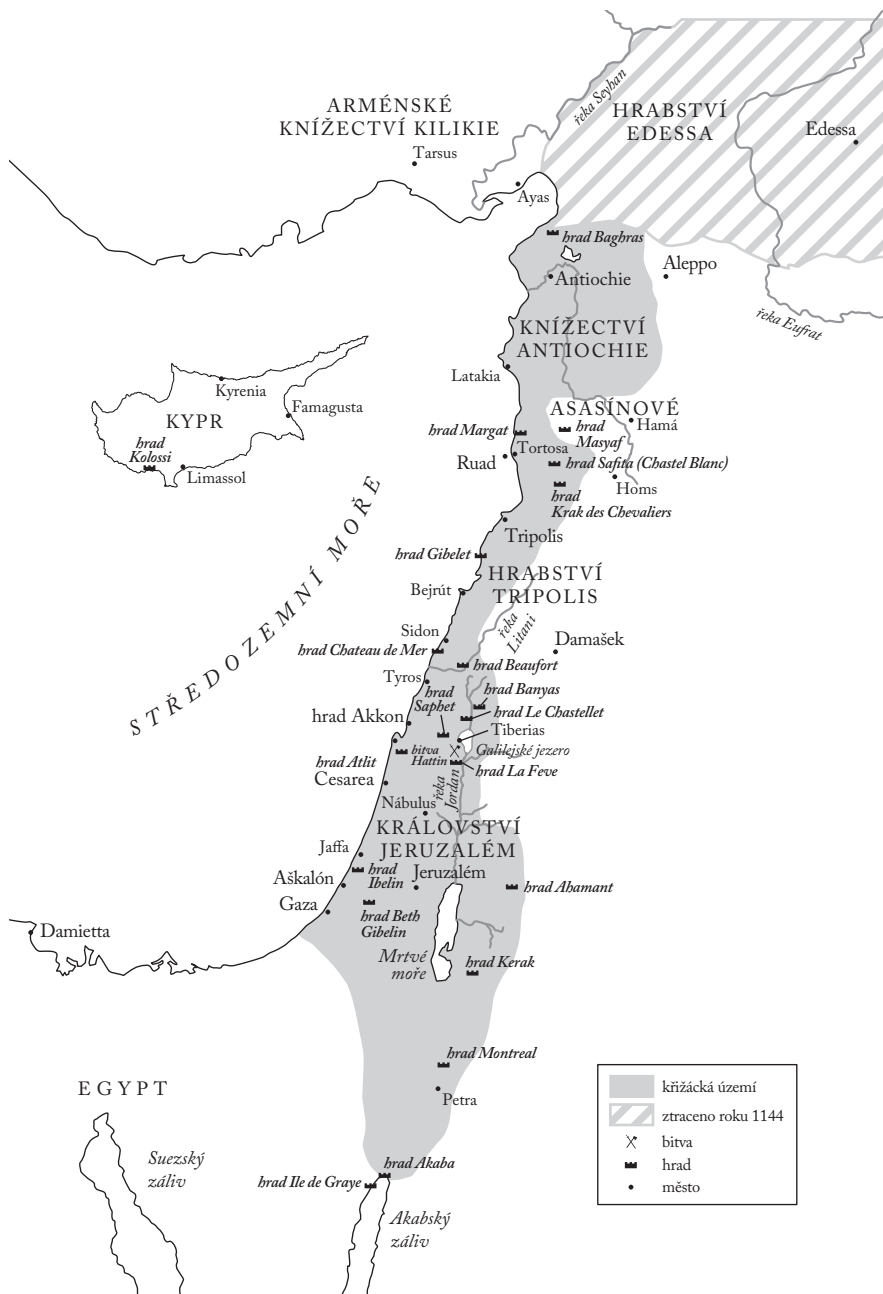 ARMÉNSKÉ
KNÍŽECTVÍ KILIKIE
Tarsus
řeka Seyhan
HRABSTVÍ
EDESSA
Edessa
Ayas
hrad Baghras
Antiochie
Aleppo
řeka Eufrat
KNÍŽECTVÍ
ANTIOCHIE
Latakia
Kyrenia
KYPR
Famagusta
hrad
Kolossi
Limassol
ASASÍNOVÉ
hrad
Masyaf
Hamá
hrad Margat
Tortosa
Ruad
hrad Safita (Chastel Blanc)
Homs
hrad
Krak des Chevaliers
Tripolis
hrad Gibelet
HRABSTVÍ
TRIPOLIS
Bejrút
STŘEDOZEMNÍ MOŘE
řeka
Litani
Sidon
Damašek
hrad Chateau de Mer
hrad Beaufort
Tyros
hrad
Saphet
hrad Banyas
hrad Le Chastellet
hrad Akkon
Tiberias
bitva
Hattin
Galilejské jezero
hrad Atlit
hrad La Feve
Cesarea
řeka
Jordan
Nábulus
KRÁLOVSTVÍ
JERUZALÉM
Jaffa
hrad
Ibelin
Jeruzalém
Aškalón
hrad Ahamant
Gaza
hrad Beth
Gibelin
Damietta
Mrtvé
moře
hrad Kerak
hrad Montreal
Petra
EGYPT
Suezský
záliv
hrad Akaba
hrad Ile de Graye
Akabský
záliv
křižácká území
ztraceno roku 1144
bitva
hrad
město